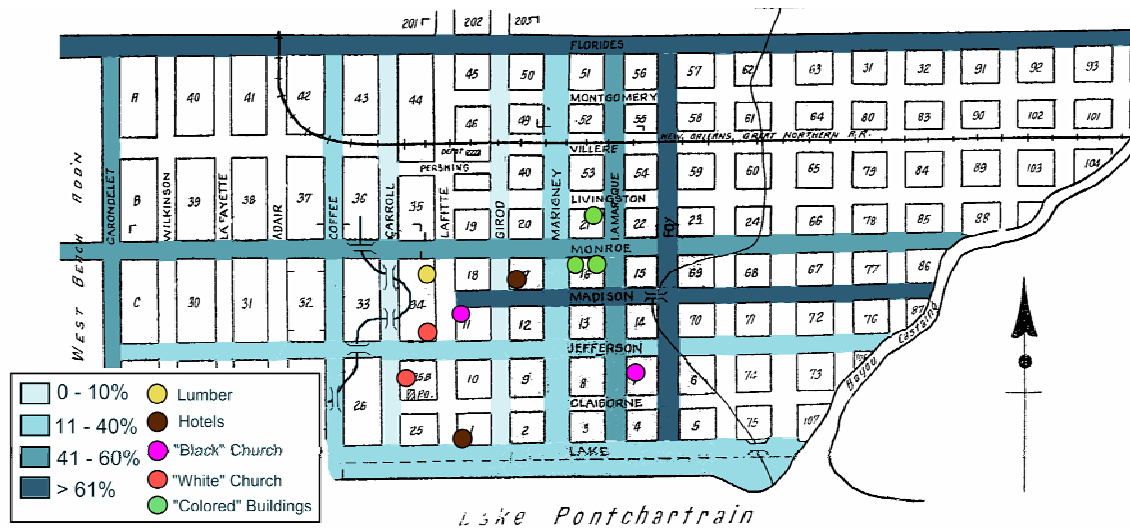 201 202 203
FLORIDES
45 50 51 56 57 62 63 31 32 91 92 93
A 40 41 42 43 44
MONTGOMERY
46 49 52 55 58 61 64 80 83 90 102 101
NEW ORLEANS, GREAT NORTHERN R.R.
VILLERE
DEPOT
PERSHING
40 53 54 59 60 65 79 84 89 103 104
LIVINGSTON
B 39 38 37 36 35
19 20 21 22 23 24 66 78 85 88
CARONDELET
WILKINSON
LAFAYETTE
ADAIR
COFFEE
CARROLL
LAFITTE
GIROD
MARIGNEY
LAMARQUE
FOY
WEST BEACH ADD'N
MONROE
18 17 16 15 69 68 67 77 86
C 30 31 32 33 34
MADISON
11 12 13 14 70 71 72 76 87
JEFFERSON
Bayou Castaing
25B 10 9 8 6 74 73
PO.
CLAIBORNE
26
25 1 2 3 4 5 75 107
LAKE
Lake Pontchartrain
0 - 10%
11 - 40%
41 - 60%
> 61%
Lumber
Hotels
"Black" Church
"White" Church
"Colored" Buildings